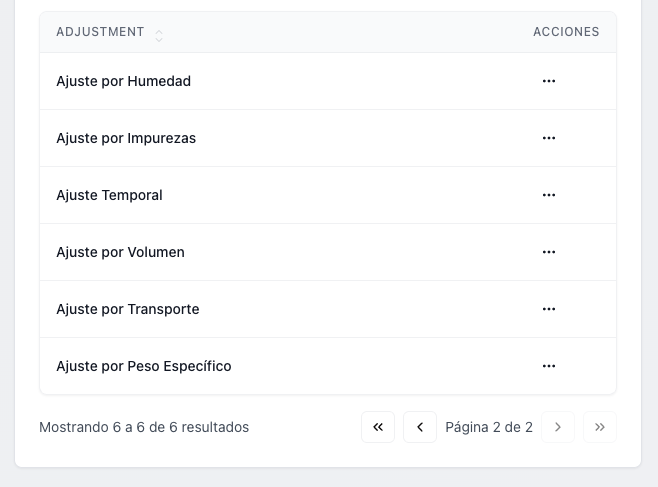 ADJUSTMENT ACCIONES
Ajuste por Humedad
Ajuste por Impurezas
Ajuste Temporal
Ajuste por Volumen
Ajuste por Transporte
Ajuste por Peso Específico
Mostrando 6 a 6 de 6 resultados Página 2 de 2